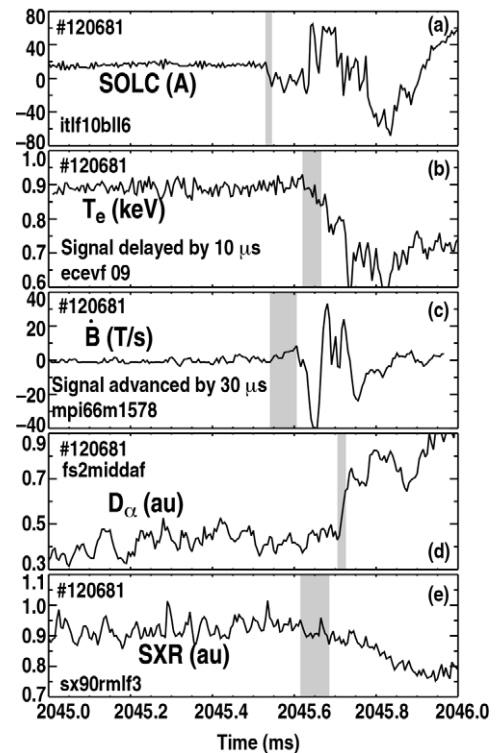 #120681
(a)
80
40
0
−40
−80
SOLC (A)
itlf10bll6
#120681
(b)
1.0
0.9
0.8
0.7
0.6
Te (keV)
Signal delayed by 10 μs
ecevf 09
#120681
(c)
40
20
0
−20
−40
Ḃ (T/s)
Signal advanced by 30 μs
mpi66m1578
0.9
0.7
0.5
0.3
#120681
fs2middaf
Dα (au)
(d)
#120681
(e)
1.1
1.0
0.9
0.8
0.7
SXR (au)
sx90rmlf3
2045.0 2045.2 2045.4 2045.6 2045.8 2046.0
Time (ms)